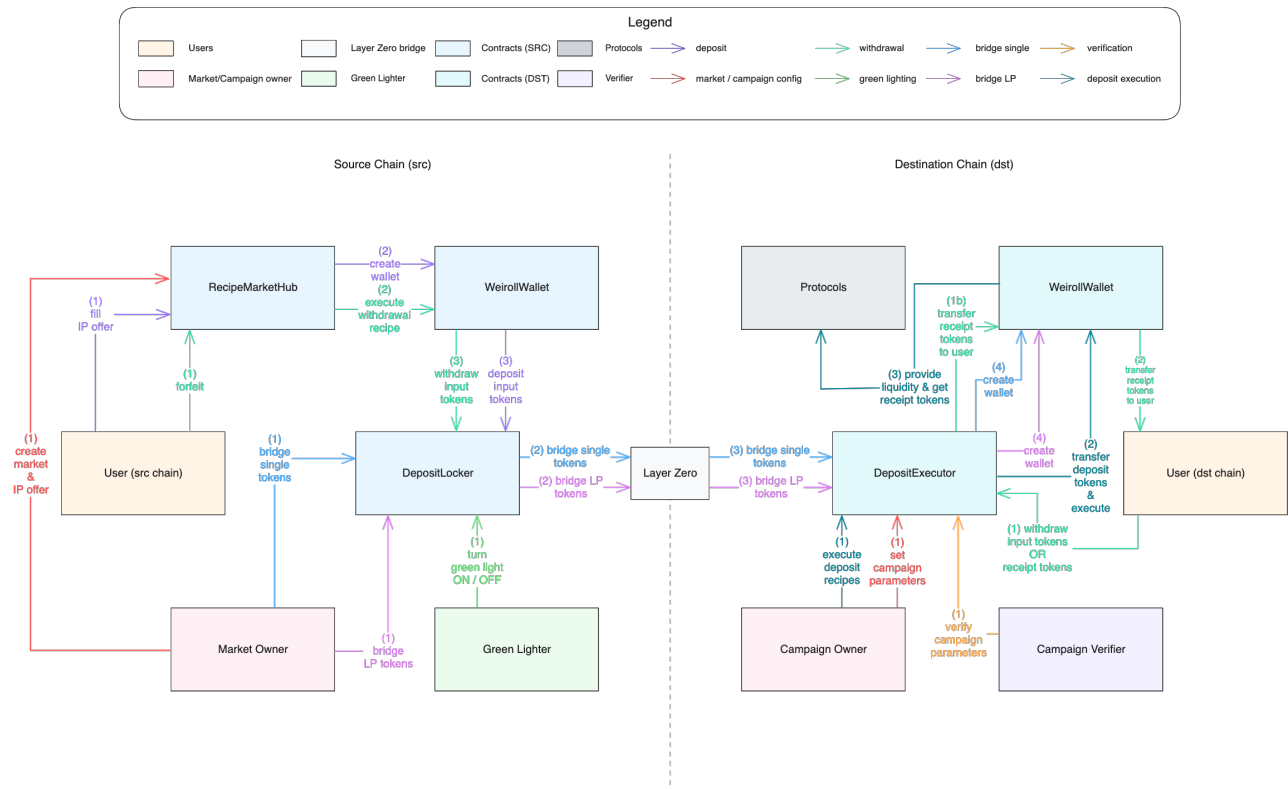 Legend
Users
Layer Zero bridge
Contracts (SRC)
Protocols
deposit
withdrawal
bridge single
verification
Market/Campaign owner
Green Lighter
Contracts (DST)
Verifier
market / campaign config
green lighting
bridge LP
deposit execution
Source Chain (src)
Destination Chain (dst)
RecipeMarketHub
(2)
create
wallet
(2)
execute
withdrawal
recipe
WeirollWallet
Protocols
WeirollWallet
(1)
fill
IP offer
(1)
forfeit
(3)
withdraw
input
tokens
(3)
deposit
input
tokens
(3) provide
liquidity & get
receipt tokens
(1b)
transfer
receipt
tokens
to user
(4)
create
wallet
(2)
transfer
receipt
tokens
to user
(1)
create
market
&
IP offer
User (src chain)
(1)
bridge
single
tokens
DepositLocker
(2) bridge single
tokens
(2) bridge LP
tokens
Layer Zero
(3) bridge single
tokens
(3) bridge LP
tokens
DepositExecutor
(4)
create
wallet
(2)
transfer
deposit
tokens
&
execute
User (dst chain)
(1)
turn
green light
ON / OFF
(1)
execute
deposit
recipes
(1)
set
campaign
parameters
(1) withdraw
input tokens
OR
receipt tokens
Market Owner
(1)
bridge
LP tokens
Green Lighter
Campaign Owner
(1)
verify
campaign
parameters
Campaign Verifier